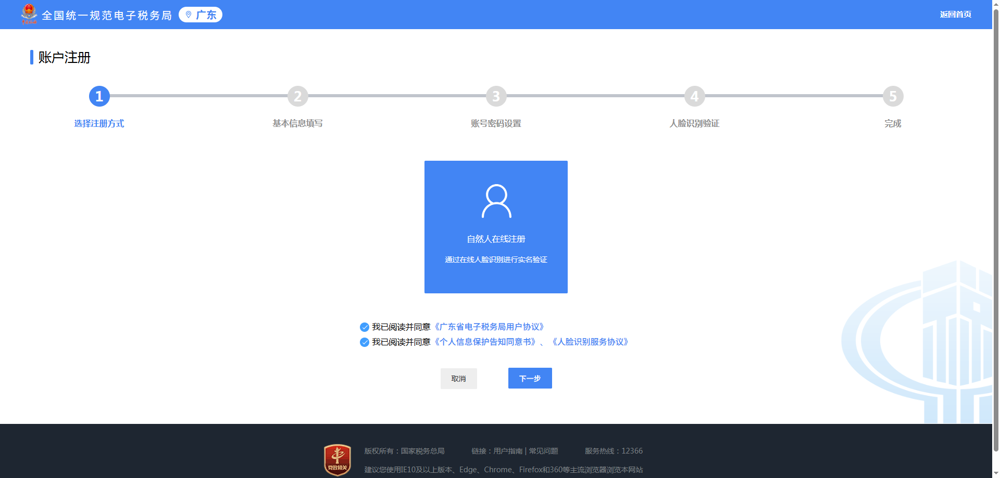 全国统一规范电子税务局
广东
返回首页
账户注册
1
2
3
4
5
选择注册方式
基本信息填写
账号密码设置
人脸识别验证
完成
自然人在线注册
通过在线人脸识别进行实名验证
我已阅读并同意《广东省电子税务局用户协议》
我已阅读并同意《个人信息保护告知同意书》、《人脸识别服务协议》
取消
下一步
党政机关
版权所有：国家税务总局 链接：用户指南 | 常见问题 服务热线：12366
建议您使用IE10及以上版本、Edge、Chrome、Firefox和360等主流浏览器浏览本网站